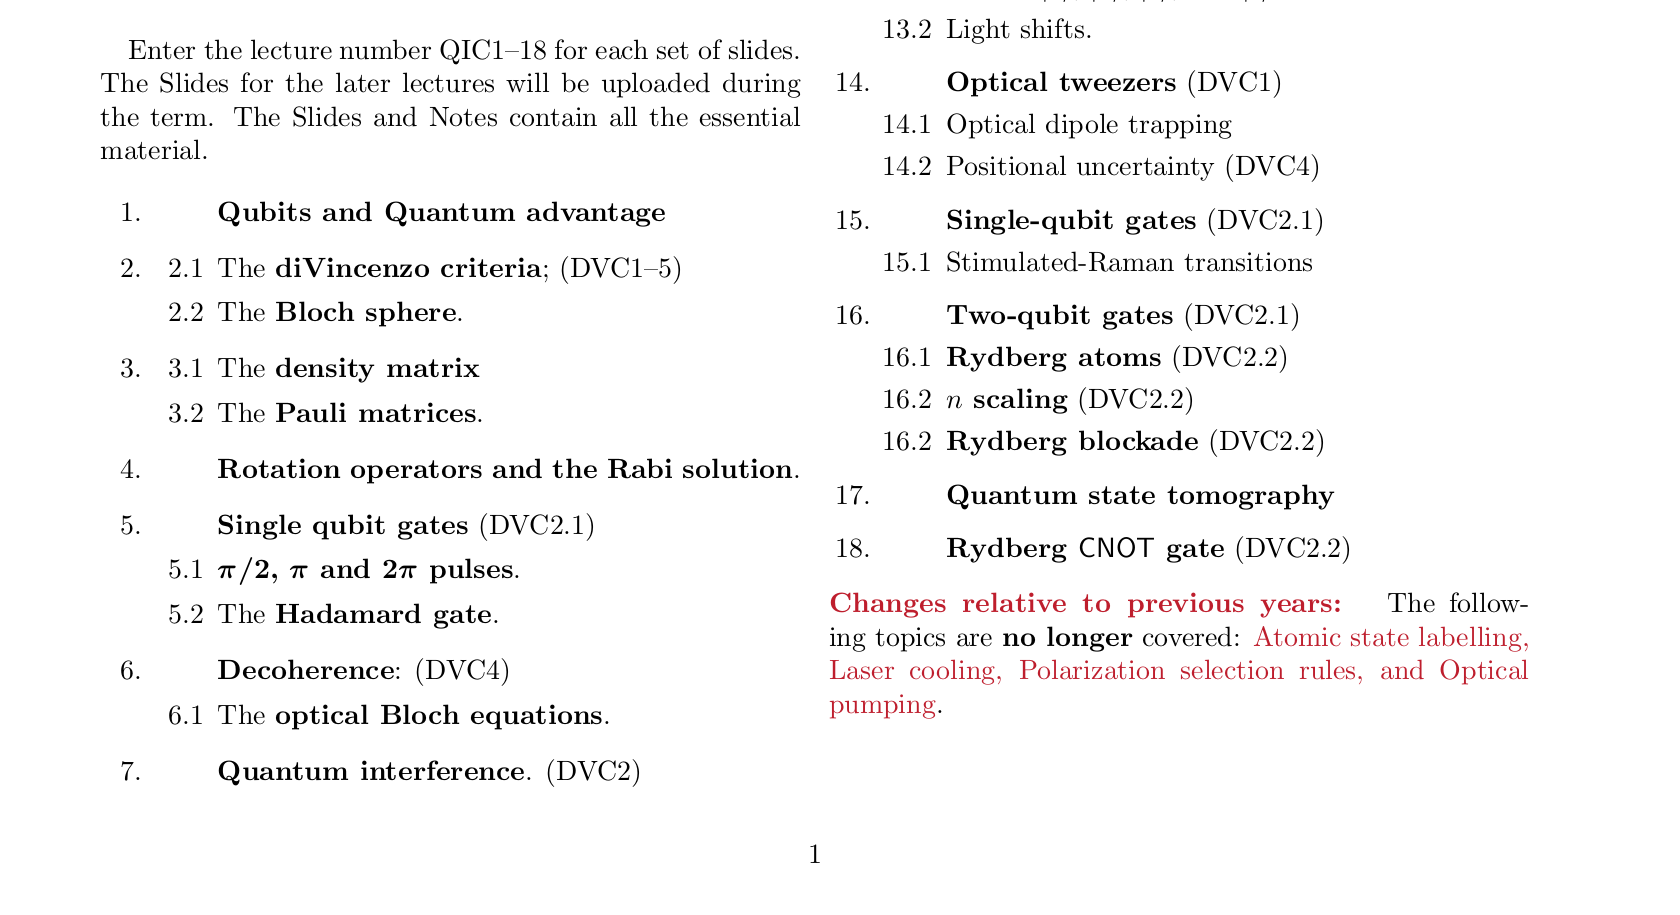 Enter the lecture number QIC1–18 for each set of slides.
The Slides for the later lectures will be uploaded during
the term. The Slides and Notes contain all the essential
material.
1. Qubits and Quantum advantage
2. 2.1 The diVincenzo criteria; (DVC1–5)
2.2 The Bloch sphere.
3. 3.1 The density matrix
3.2 The Pauli matrices.
4. Rotation operators and the Rabi solution.
5. Single qubit gates (DVC2.1)
5.1 π/2, π and 2π pulses.
5.2 The Hadamard gate.
6. Decoherence: (DVC4)
6.1 The optical Bloch equations.
7. Quantum interference. (DVC2)
13.2 Light shifts.
14. Optical tweezers (DVC1)
14.1 Optical dipole trapping
14.2 Positional uncertainty (DVC4)
15. Single-qubit gates (DVC2.1)
15.1 Stimulated-Raman transitions
16. Two-qubit gates (DVC2.1)
16.1 Rydberg atoms (DVC2.2)
16.2 n scaling (DVC2.2)
16.2 Rydberg blockade (DVC2.2)
17. Quantum state tomography
18. Rydberg CNOT gate (DVC2.2)
Changes relative to previous years: The follow-
ing topics are no longer covered: Atomic state labelling,
Laser cooling, Polarization selection rules, and Optical
pumping.
1